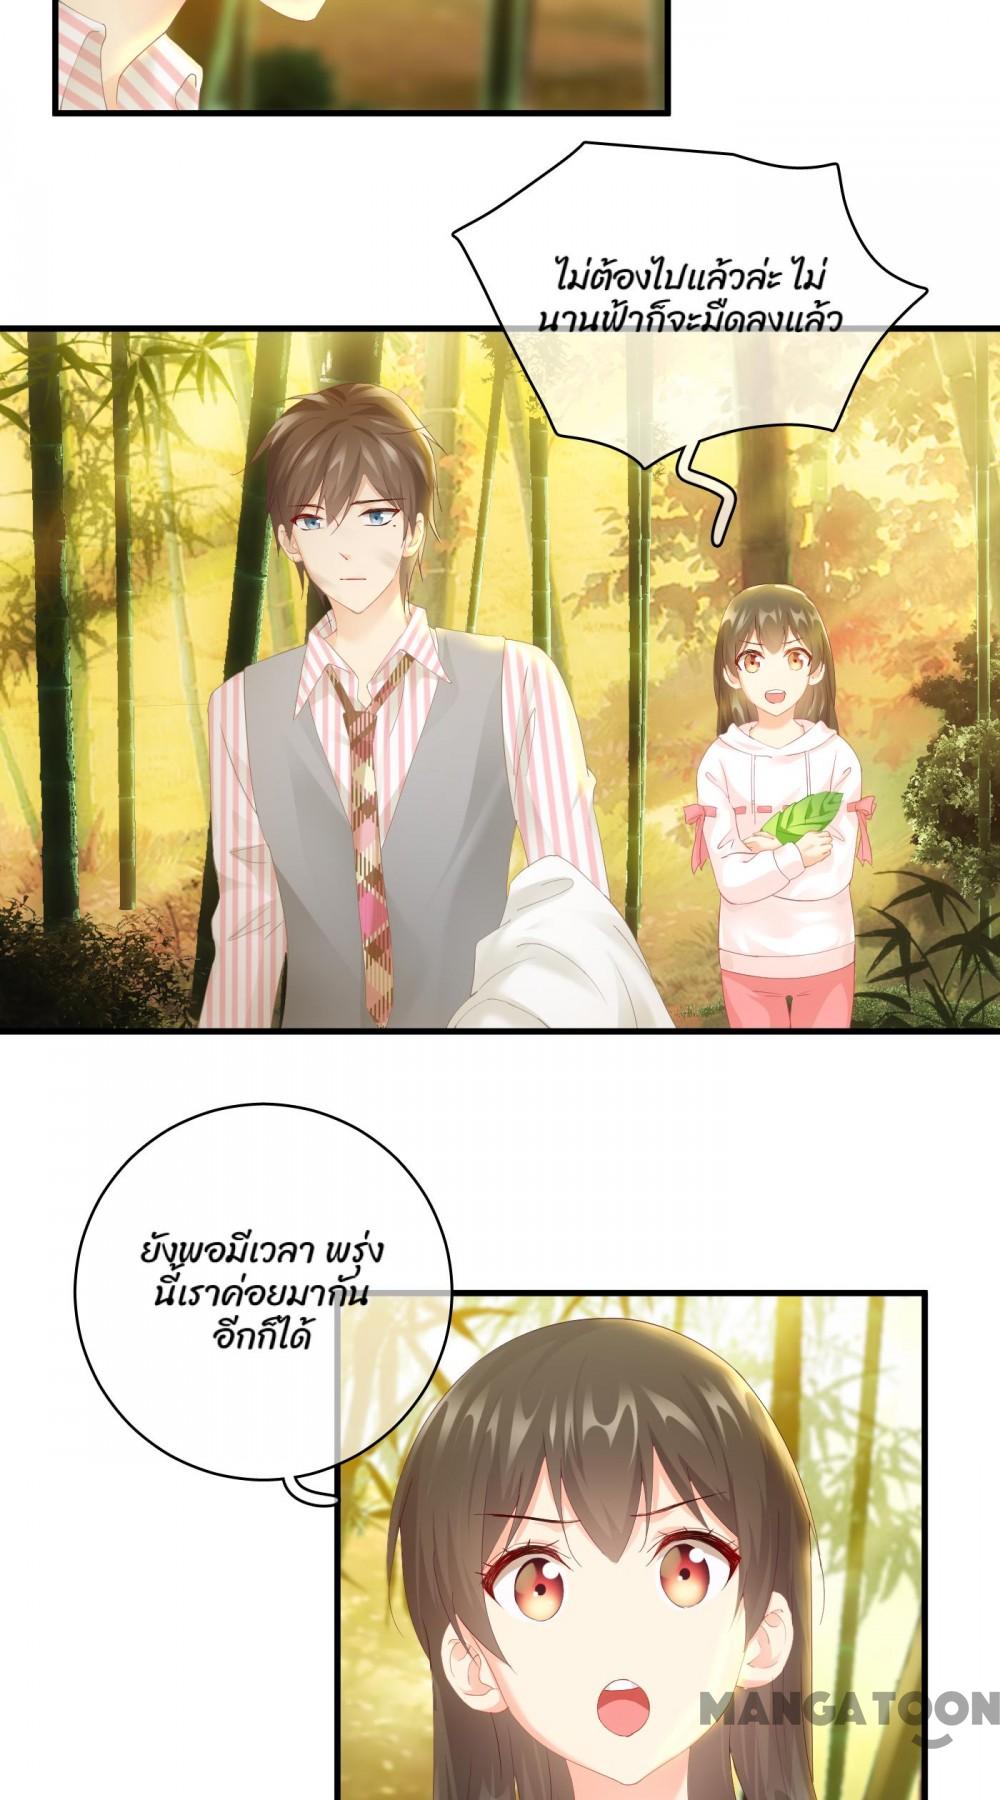 ไม่ต้องไปแล้วล่ะ ไม่
นานฟ้าก็จะมืดลงแล้ว
ยังพอมีเวลา พรุ่ง
นี้เราค่อยมากัน
อีกก็ได้
MANGATOON